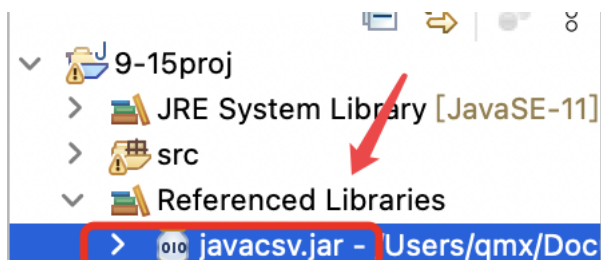 9-15proj
JRE System Library [JavaSE-11]
src
Referenced Libraries
javacsv.jar - /Users/qmx/Doc